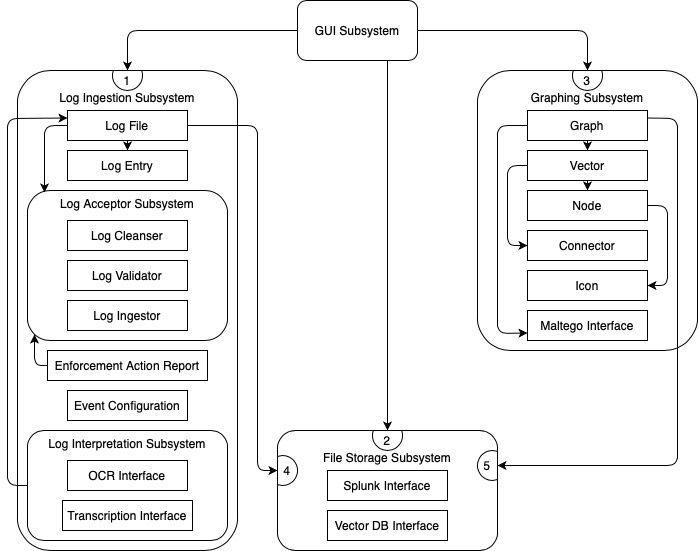 GUI Subsystem
1
Log Ingestion Subsystem
Log File
Log Entry
Log Acceptor Subsystem
Log Cleanser
Log Validator
Log Ingestor
Enforcement Action Report
Event Configuration
Log Interpretation Subsystem
OCR Interface
Transcription Interface
2
File Storage Subsystem
4
5
Splunk Interface
Vector DB Interface
3
Graphing Subsystem
Graph
Vector
Node
Connector
Icon
Maltego Interface